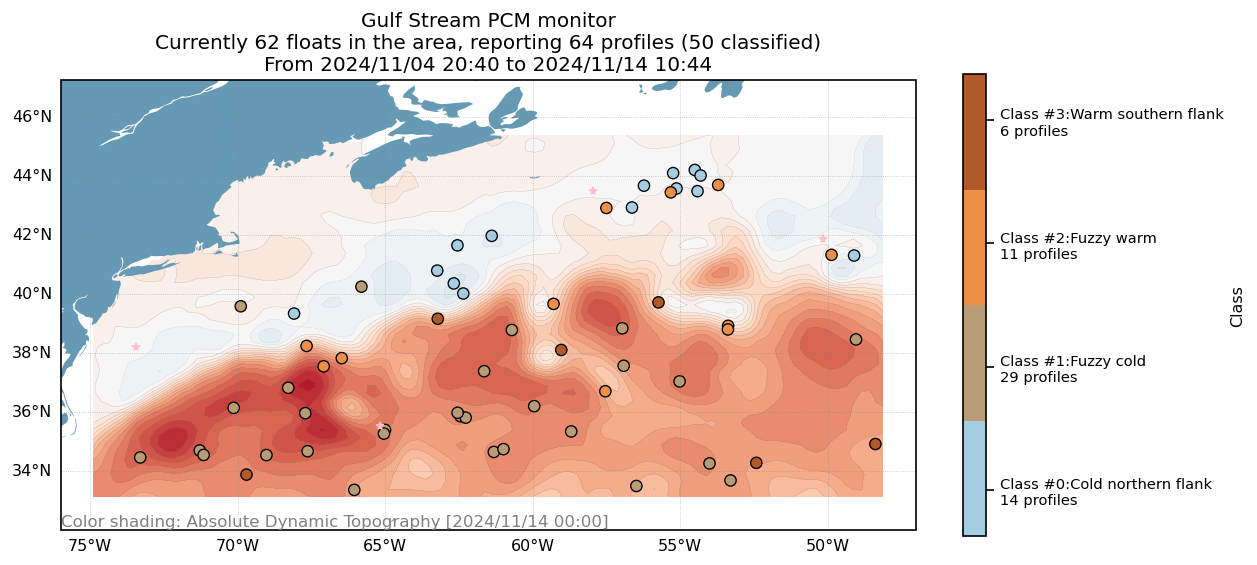 Gulf Stream PCM monitor
Currently 62 floats in the area, reporting 64 profiles (50 classified)
From 2024/11/04 20:40 to 2024/11/14 10:44
46°N
44°N
42°N
40°N
38°N
36°N
34°N
Color shading: Absolute Dynamic Topography [2024/11/14 00:00]
75°W
70°W
65°W
60°W
55°W
50°W
Class #3:Warm southern flank
6 profiles
Class #2:Fuzzy warm
11 profiles
Class #1:Fuzzy cold
29 profiles
Class #0:Cold northern flank
14 profiles
Class